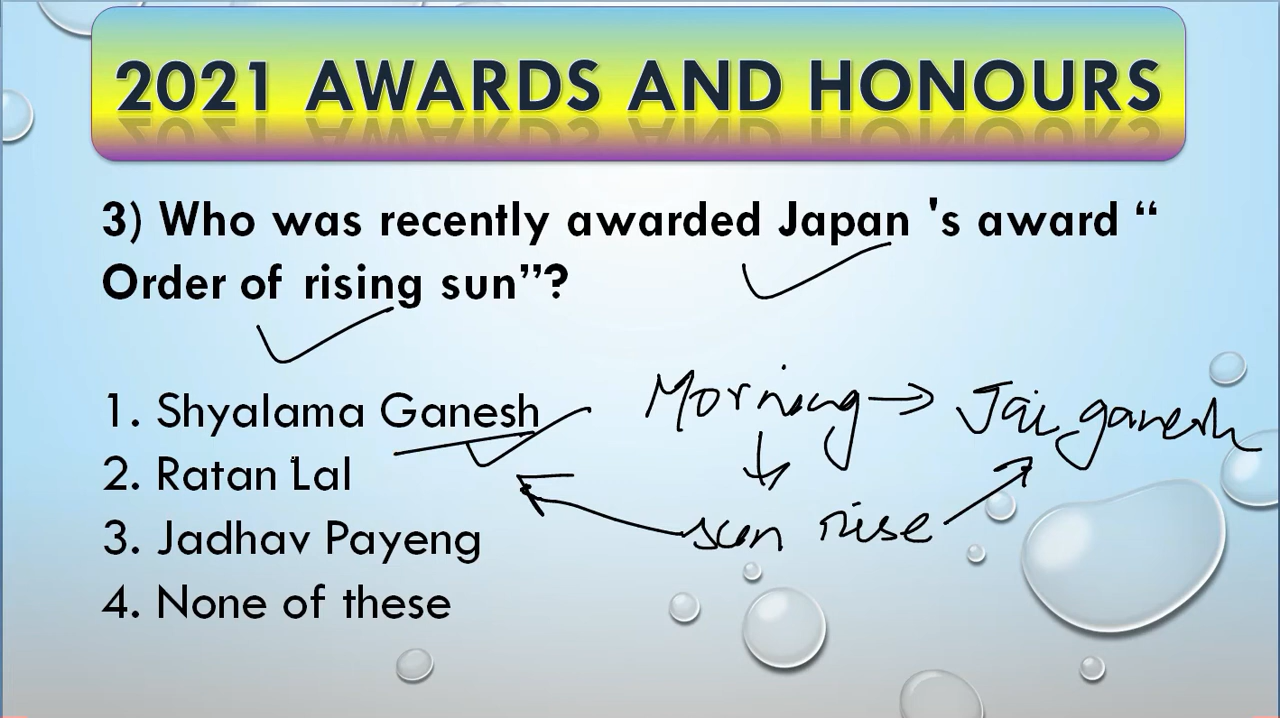 2021 AWARDS AND HONOURS
3) Who was recently awarded Japan 's award “
Order of rising sun”?
1. Shyalama Ganesh
2. Ratan Lal
3. Jadhav Payeng
4. None of these
Morning → Jai ganesh
sun rise